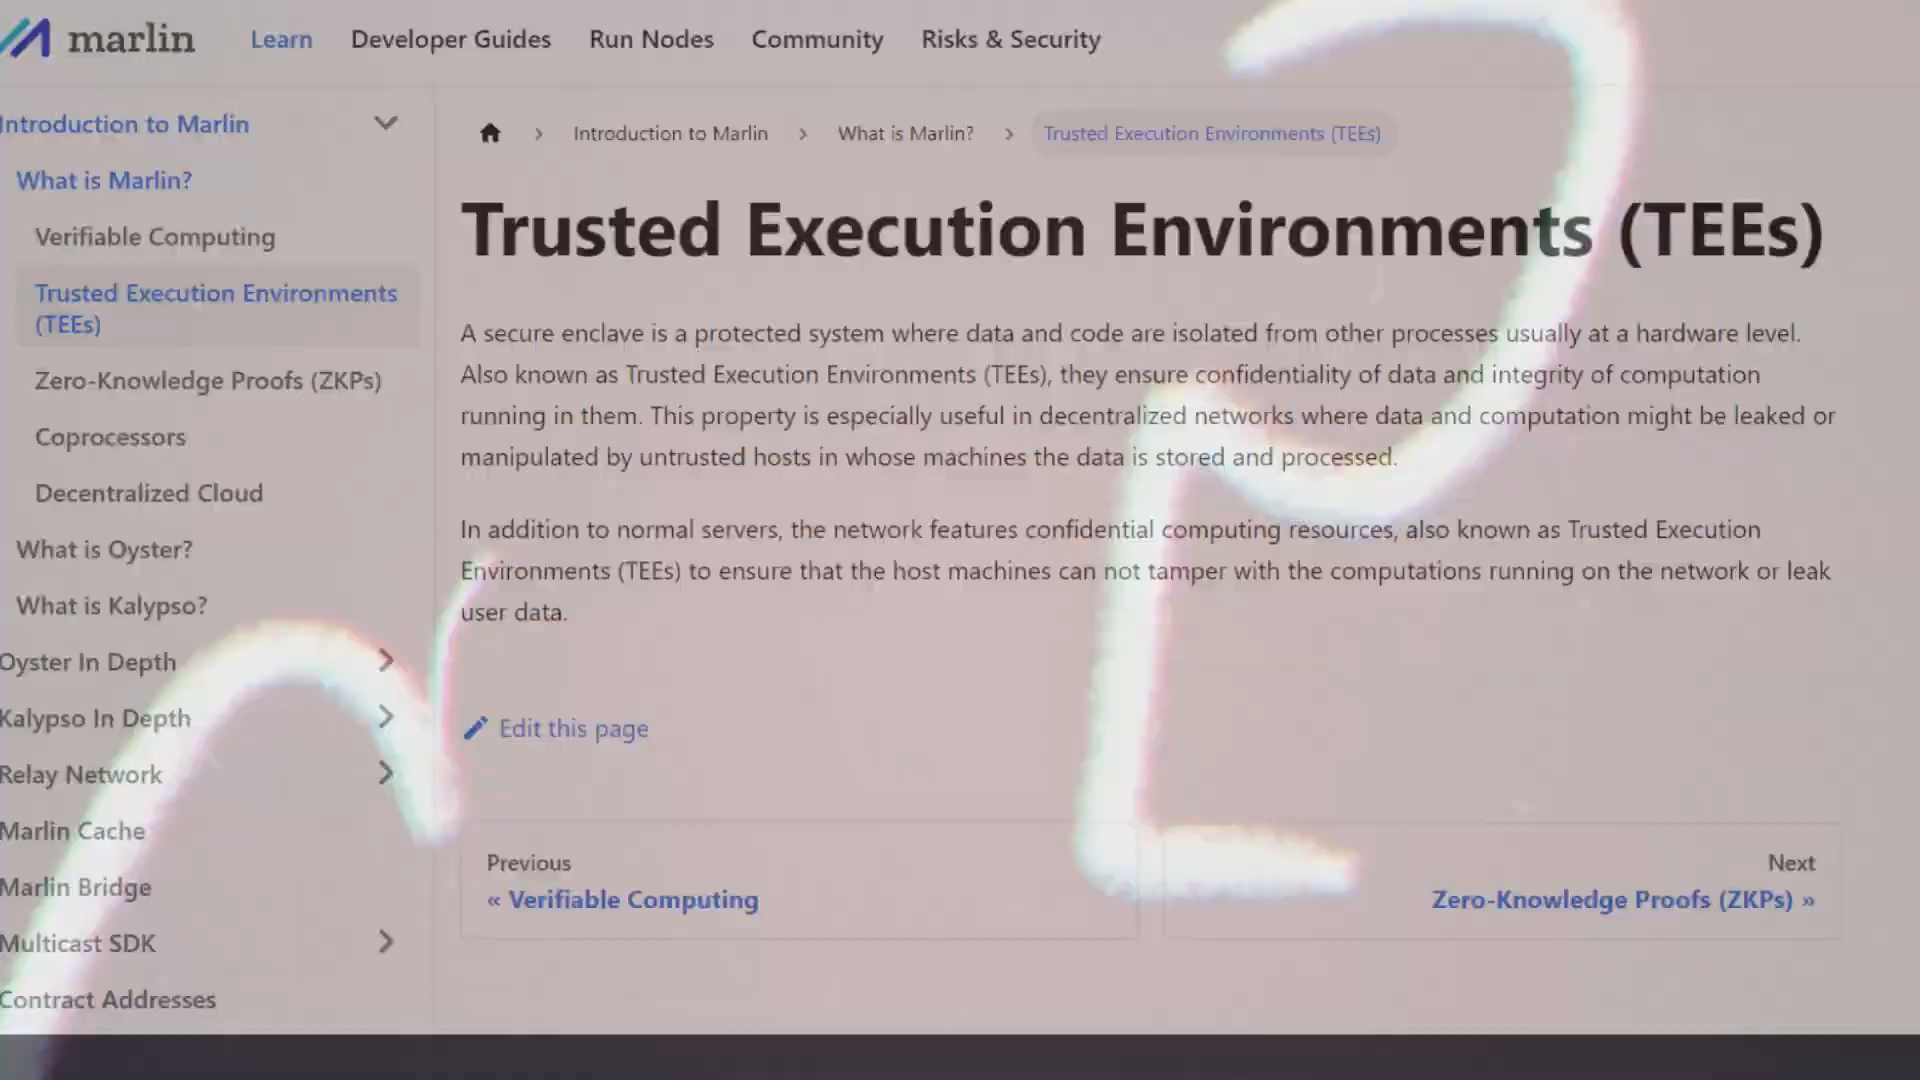 marlin Learn Developer Guides Run Nodes Community Risks & Security
Introduction to Marlin
What is Marlin?
Verifiable Computing
Trusted Execution Environments
(TEEs)
Zero-Knowledge Proofs (ZKPs)
Coprocessors
Decentralized Cloud
What is Oyster?
What is Kalypso?
Oyster In Depth
Kalypso In Depth
Relay Network
Marlin Cache
Marlin Bridge
Multicast SDK
Contract Addresses
Introduction to Marlin What is Marlin? Trusted Execution Environments (TEEs)
Trusted Execution Environments (TEEs)
A secure enclave is a protected system where data and code are isolated from other processes usually at a hardware level.
Also known as Trusted Execution Environments (TEEs), they ensure confidentiality of data and integrity of computation
running in them. This property is especially useful in decentralized networks where data and computation might be leaked or
manipulated by untrusted hosts in whose machines the data is stored and processed.
In addition to normal servers, the network features confidential computing resources, also known as Trusted Execution
Environments (TEEs) to ensure that the host machines can not tamper with the computations running on the network or leak
user data.
Edit this page
Previous
« Verifiable Computing
Next
Zero-Knowledge Proofs (ZKPs) »